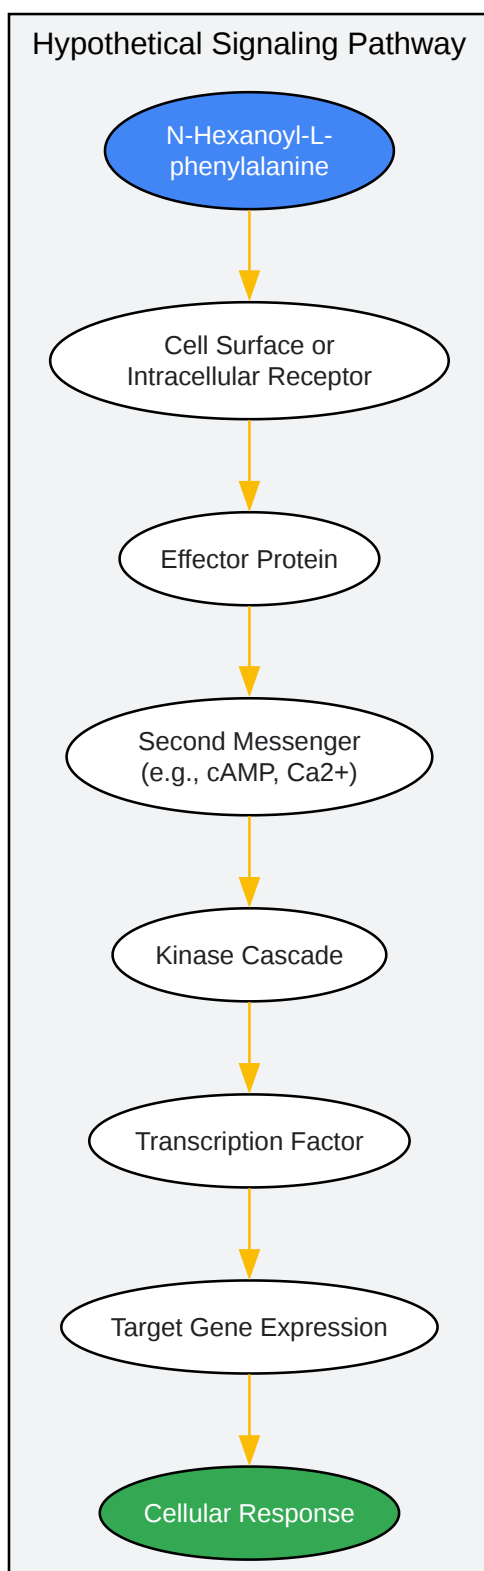 Hypothetical Signaling Pathway
N-Hexanoyl-L-
phenylalanine
Cell Surface or
Intracellular Receptor
Effector Protein
Second Messenger
(e.g., cAMP, Ca2+)
Kinase Cascade
Transcription Factor
Target Gene Expression
Cellular Response